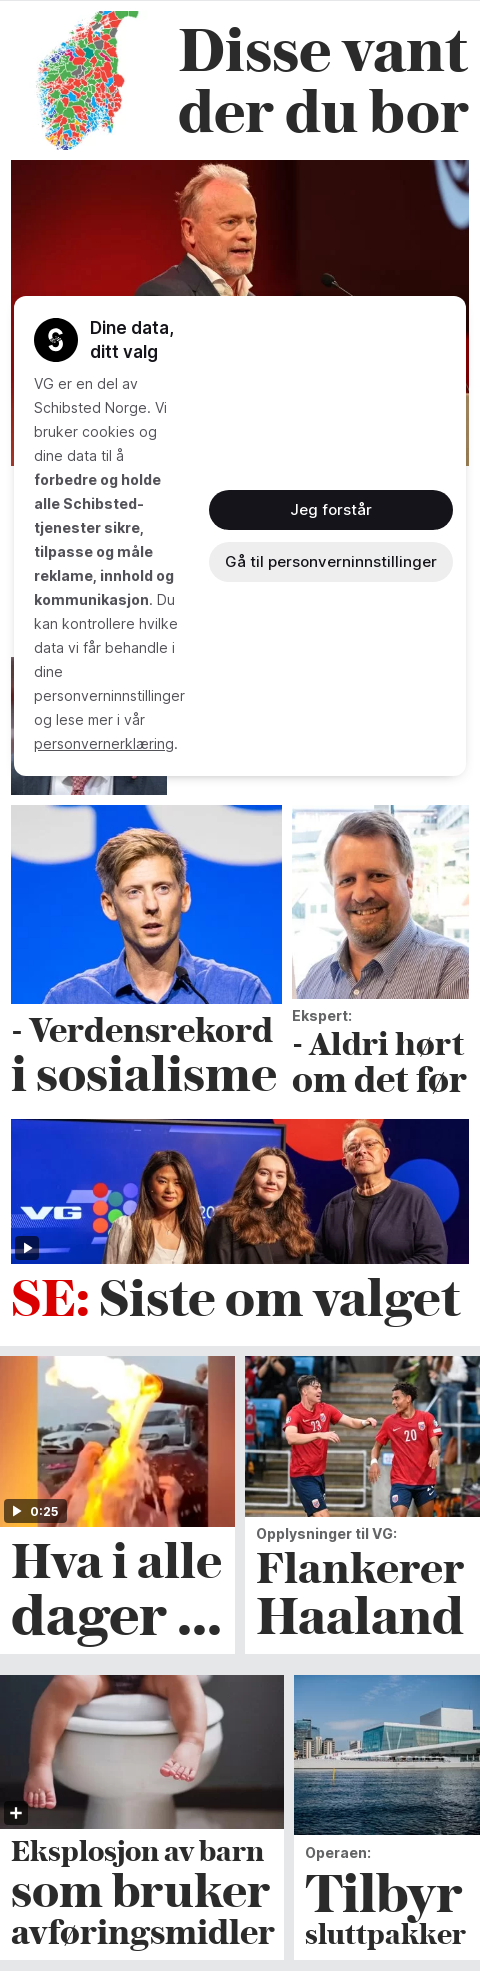 Disse vant
der du bor
Dine data,
ditt valg
VG er en del av
Schibsted Norge. Vi
bruker cookies og
dine data til å
forbedre og holde
alle Schibsted-
tjenester sikre,
tilpasse og måle
reklame, innhold og
kommunikasjon. Du
kan kontrollere hvilke
data vi får behandle i
dine
personverninnstillinger
og lese mer i vår
personvernerklæring.
Jeg forstår
Gå til personverninnstillinger
- Verdensrekord
i sosialisme
Ekspert:
- Aldri hørt
om det før
VG
20
SE: Siste om valget
0:25
Hva i alle
dager ...
23
20
Opplysninger til VG:
Flankerer
Haaland
Eksplosjon av barn
som bruker
avføringsmidler
Operaen:
Tilbyr
sluttpakker